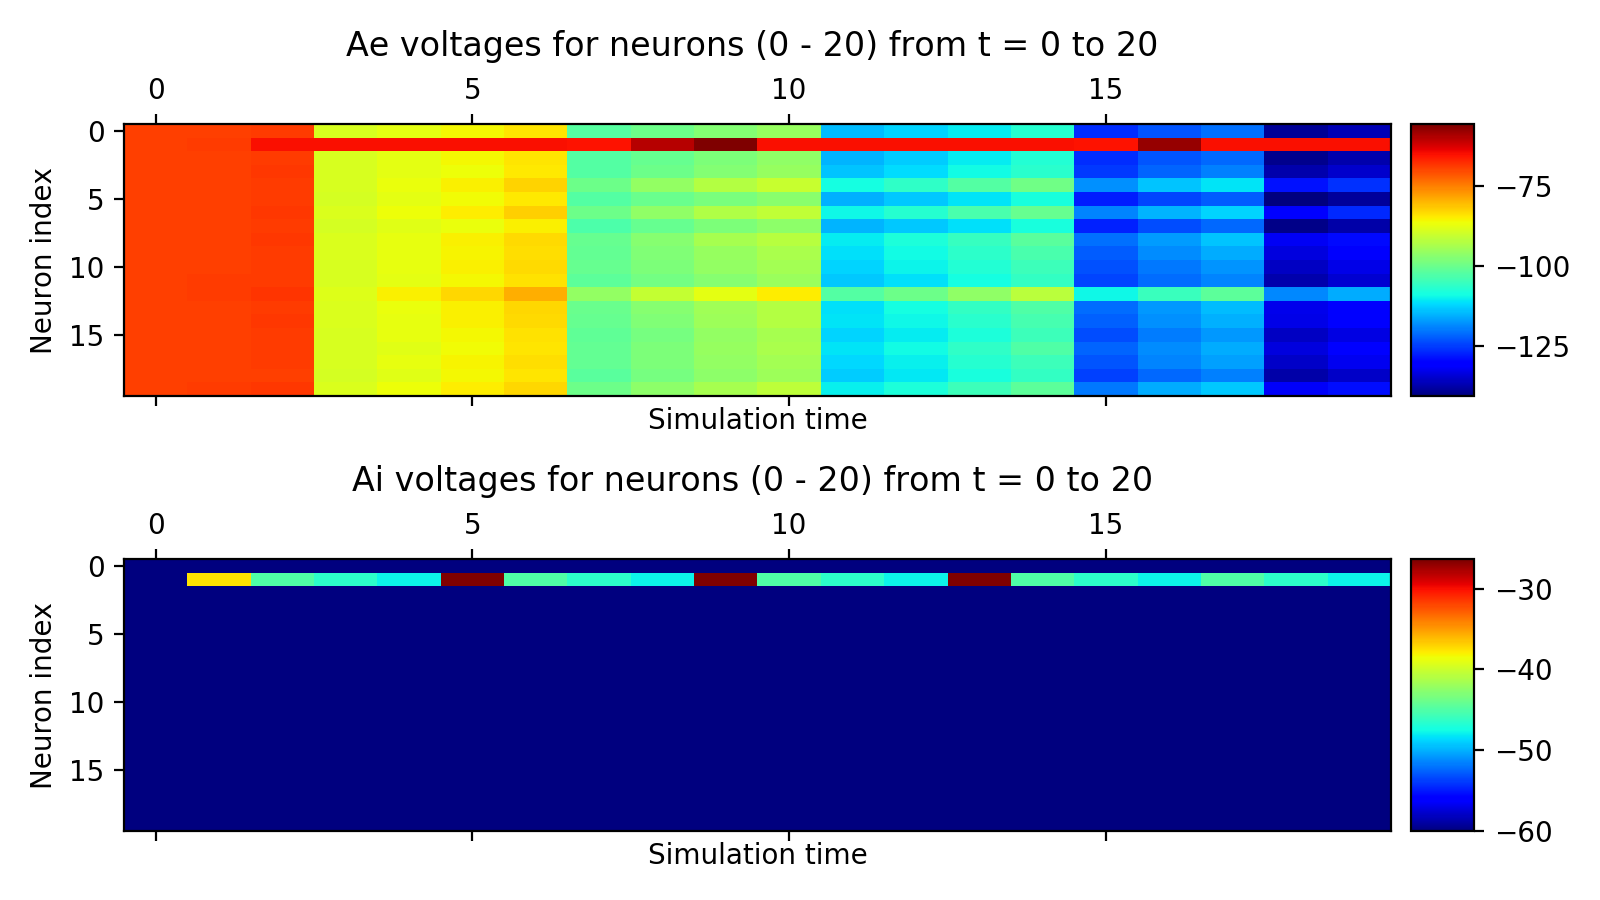 Ae voltages for neurons (0 - 20) from t = 0 to 20
0 5 10 15
Neuron index
0
5
10
15
Simulation time
−75
−100
−125
Ai voltages for neurons (0 - 20) from t = 0 to 20
0 5 10 15
Neuron index
0
5
10
15
Simulation time
−30
−40
−50
−60